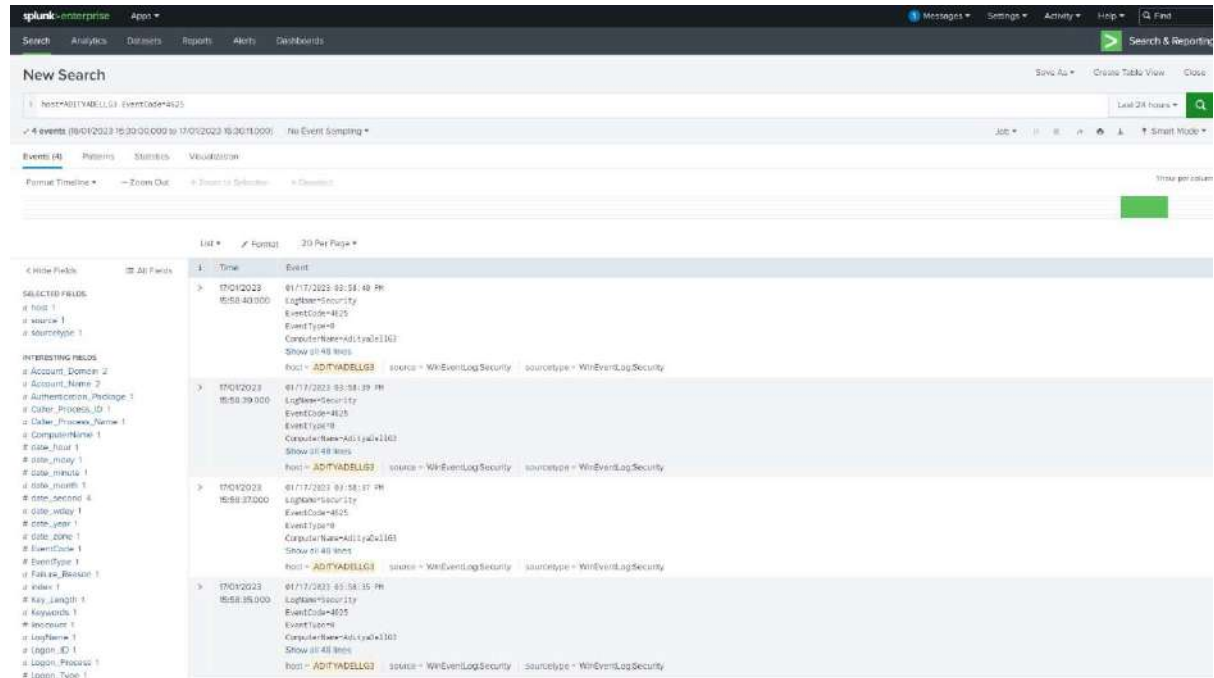 splunk>enterprise Apps
1 Messages Settings Activity Help Find
Search Analytics Datasets Reports Alerts Dashboards
Search & Reporting
New Search
Save As Create Table View Close
host=ADITYADELLG3 EventCode=4625
Last 24 hours
4 events (16/01/2023 15:30:00.000 to 17/01/2023 No Event Sampling
Job Smart Mode
Events (4) Patterns Statistics Visualization
Format Timeline — Zoom Out + Zoom to Selection × Deselect
1 hour per column
List Format 20 Per Page
< Hide Fields All Fields
i Time Event
SELECTED FIELDS
a host 1
a source 1
a sourcetype 1
INTERESTING FIELDS
a Account_Domain 2
a Account_Name 2
a Authentication_Package 1
a Caller_Process_ID 1
a Caller_Process_Name 1
a ComputerName 1
# date_hour 1
# date_mday 1
# date_minute 1
a date_month 1
# date_second 4
a date_wday 1
# date_year 1
# date_zone 1
# EventCode 1
# EventType 1
a Failure_Reason 1
a index 1
# Key_Length 1
a Keywords 1
# linecount 1
a LogName 1
a Logon_ID 1
a Logon_Process 1
# Logon_Type 1
> 17/01/2023 01/17/2023 03:58:40 PM
15:58:40.000 LogName=Security
EventCode=4625
EventType=0
ComputerName=AdityaDellG3
Show all 48 lines
host = ADITYADELLG3 source = WinEventLog:Security sourcetype = WinEventLog:Security
> 17/01/2023 01/17/2023 03:58:39 PM
15:58:39.000 LogName=Security
EventCode=4625
EventType=0
ComputerName=AdityaDellG3
Show all 48 lines
host = ADITYADELLG3 source = WinEventLog:Security sourcetype = WinEventLog:Security
> 17/01/2023 01/17/2023 03:58:37 PM
15:58:37.000 LogName=Security
EventCode=4625
EventType=0
ComputerName=AdityaDellG3
Show all 48 lines
host = ADITYADELLG3 source = WinEventLog:Security sourcetype = WinEventLog:Security
> 17/01/2023 01/17/2023 03:58:35 PM
15:58:35.000 LogName=Security
EventCode=4625
EventType=0
ComputerName=AdityaDellG3
Show all 48 lines
host = ADITYADELLG3 source = WinEventLog:Security sourcetype = WinEventLog:Security